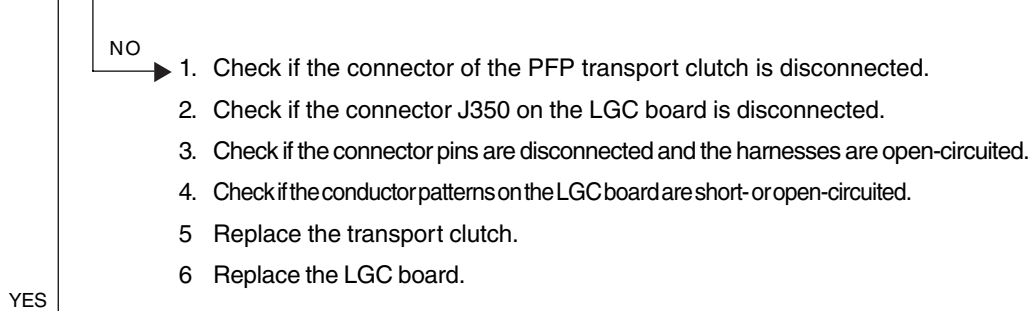 NO
1. Check if the connector of the PFP transport clutch is disconnected.
2. Check if the connector J350 on the LGC board is disconnected.
3. Check if the connector pins are disconnected and the harnesses are open-circuited.
4. Check if the conductor patterns on the LGC board are short- or open-circuited.
5 Replace the transport clutch.
6 Replace the LGC board.
YES